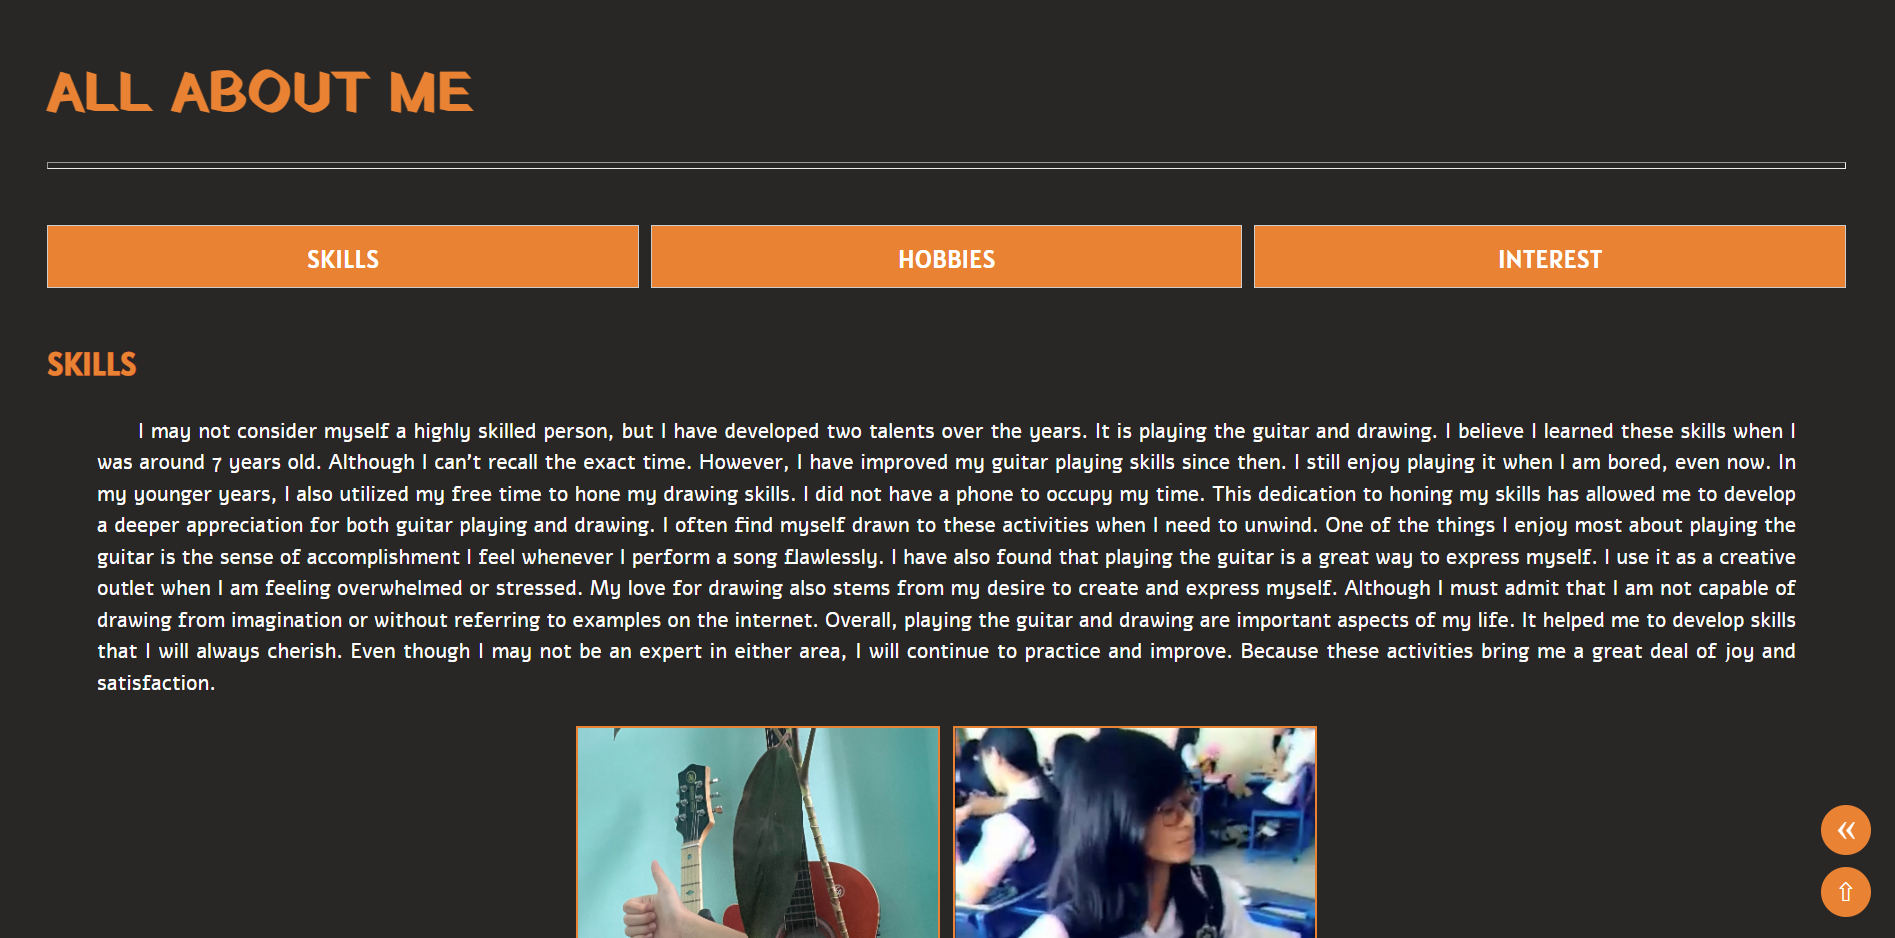 ALL ABOUT ME
SKILLS
HOBBIES
INTEREST
SKILLS
I may not consider myself a highly skilled person, but I have developed two talents over the years. It is playing the guitar and drawing. I believe I learned these skills when I
was around 7 years old. Although I can't recall the exact time. However, I have improved my guitar playing skills since then. I still enjoy playing it when I am bored, even now. In
my younger years, I also utilized my free time to hone my drawing skills. I did not have a phone to occupy my time. This dedication to honing my skills has allowed me to develop
a deeper appreciation for both guitar playing and drawing. I often find myself drawn to these activities when I need to unwind. One of the things I enjoy most about playing the
guitar is the sense of accomplishment I feel whenever I perform a song flawlessly. I have also found that playing the guitar is a great way to express myself. I use it as a creative
outlet when I am feeling overwhelmed or stressed. My love for drawing also stems from my desire to create and express myself. Although I must admit that I am not capable of
drawing from imagination or without referring to examples on the internet. Overall, playing the guitar and drawing are important aspects of my life. It helped me to develop skills
that I will always cherish. Even though I may not be an expert in either area, I will continue to practice and improve. Because these activities bring me a great deal of joy and
satisfaction.
«
⇧